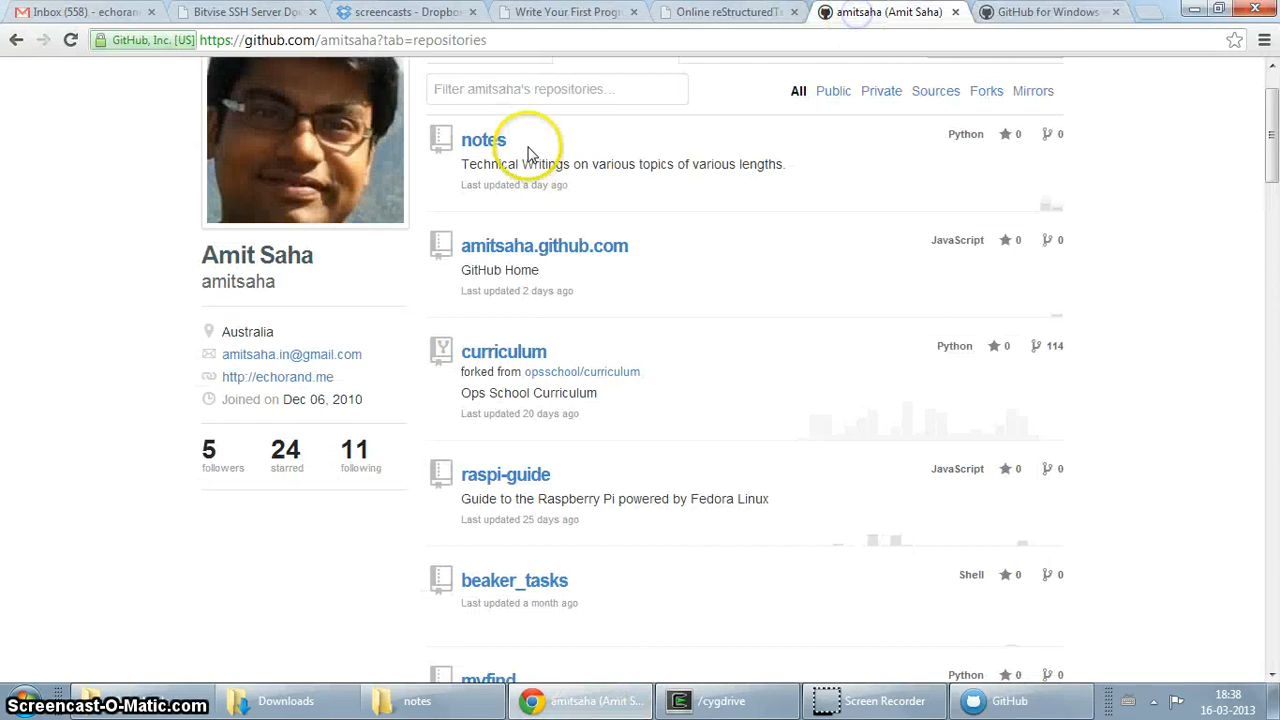 Inbox (558) - echoran
Bitvise SSH Server Do
screencasts - Dropbo
Write Your First Progr
Online reStructuredTe
amitsaha (Amit Saha)
GitHub for Windows
GitHub, Inc. [US] https://github.com/amitsaha?tab=repositories
Filter amitsaha's repositories...
All Public Private Sources Forks Mirrors
notes
Python 0 0
Technical Writings on various topics of various lengths.
Last updated a day ago
amitsaha.github.com
JavaScript 0 0
GitHub Home
Last updated 2 days ago
curriculum
Python 0 114
forked from opsschool/curriculum
Ops School Curriculum
Last updated 20 days ago
raspi-guide
JavaScript 0 0
Guide to the Raspberry Pi powered by Fedora Linux
Last updated 25 days ago
beaker_tasks
Shell 0 0
Last updated a month ago
myfind
Python 0 0
Amit Saha
amitsaha
Australia
amitsaha.in@gmail.com
http://echorand.me
Joined on Dec 06, 2010
5 24 11
followers starred following
Downloads
notes
amitsaha (Amit S...
/cygdrive
Screen Recorder
GitHub
18:38
16-03-2013
Screencast-O-Matic.com